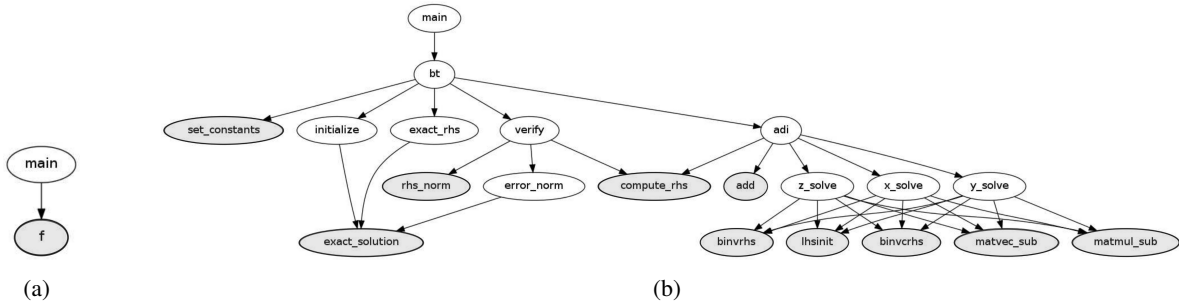 main
bt
set_constants
initialize
exact_rhs
verify
adi
main
rhs_norm
error_norm
compute_rhs
add
z_solve
x_solve
y_solve
f
exact_solution
binvrhs
lhsinit
binvcrhs
matvec_sub
matmul_sub
(a)
(b)